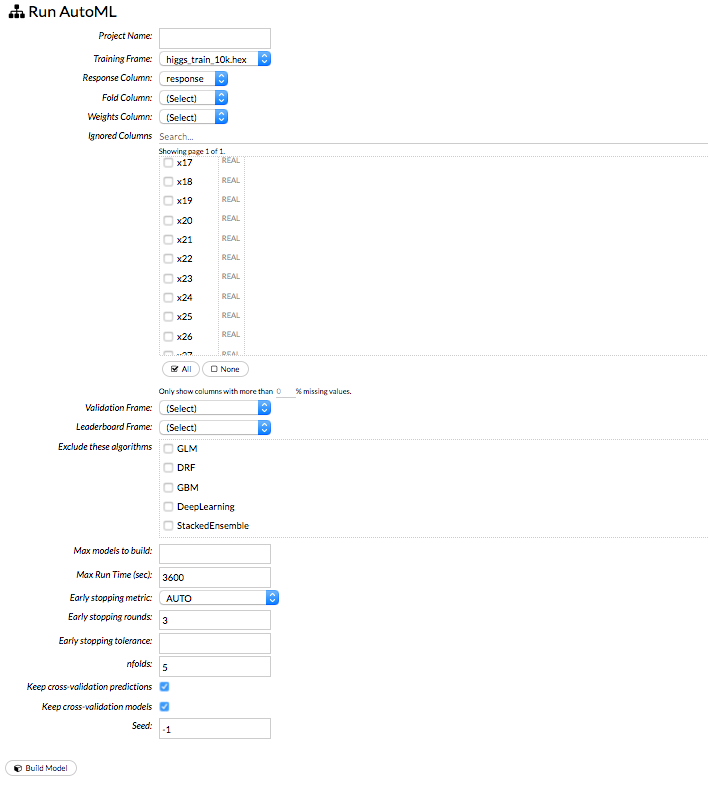 Run AutoML
Project Name:
Training Frame: higgs_train_10k.hex
Response Column: response
Fold Column: (Select)
Weights Column: (Select)
Ignored Columns Search...
Showing page 1 of 1.
x17 REAL
x18 REAL
x19 REAL
x20 REAL
x21 REAL
x22 REAL
x23 REAL
x24 REAL
x25 REAL
x26 REAL
x27 REAL
All None
Only show columns with more than 0 % missing values.
Validation Frame: (Select)
Leaderboard Frame: (Select)
Exclude these algorithms GLM
DRF
GBM
DeepLearning
StackedEnsemble
Max models to build:
Max Run Time (sec): 3600
Early stopping metric: AUTO
Early stopping rounds: 3
Early stopping tolerance:
nfolds: 5
Keep cross-validation predictions
Keep cross-validation models
Seed: -1
Build Model